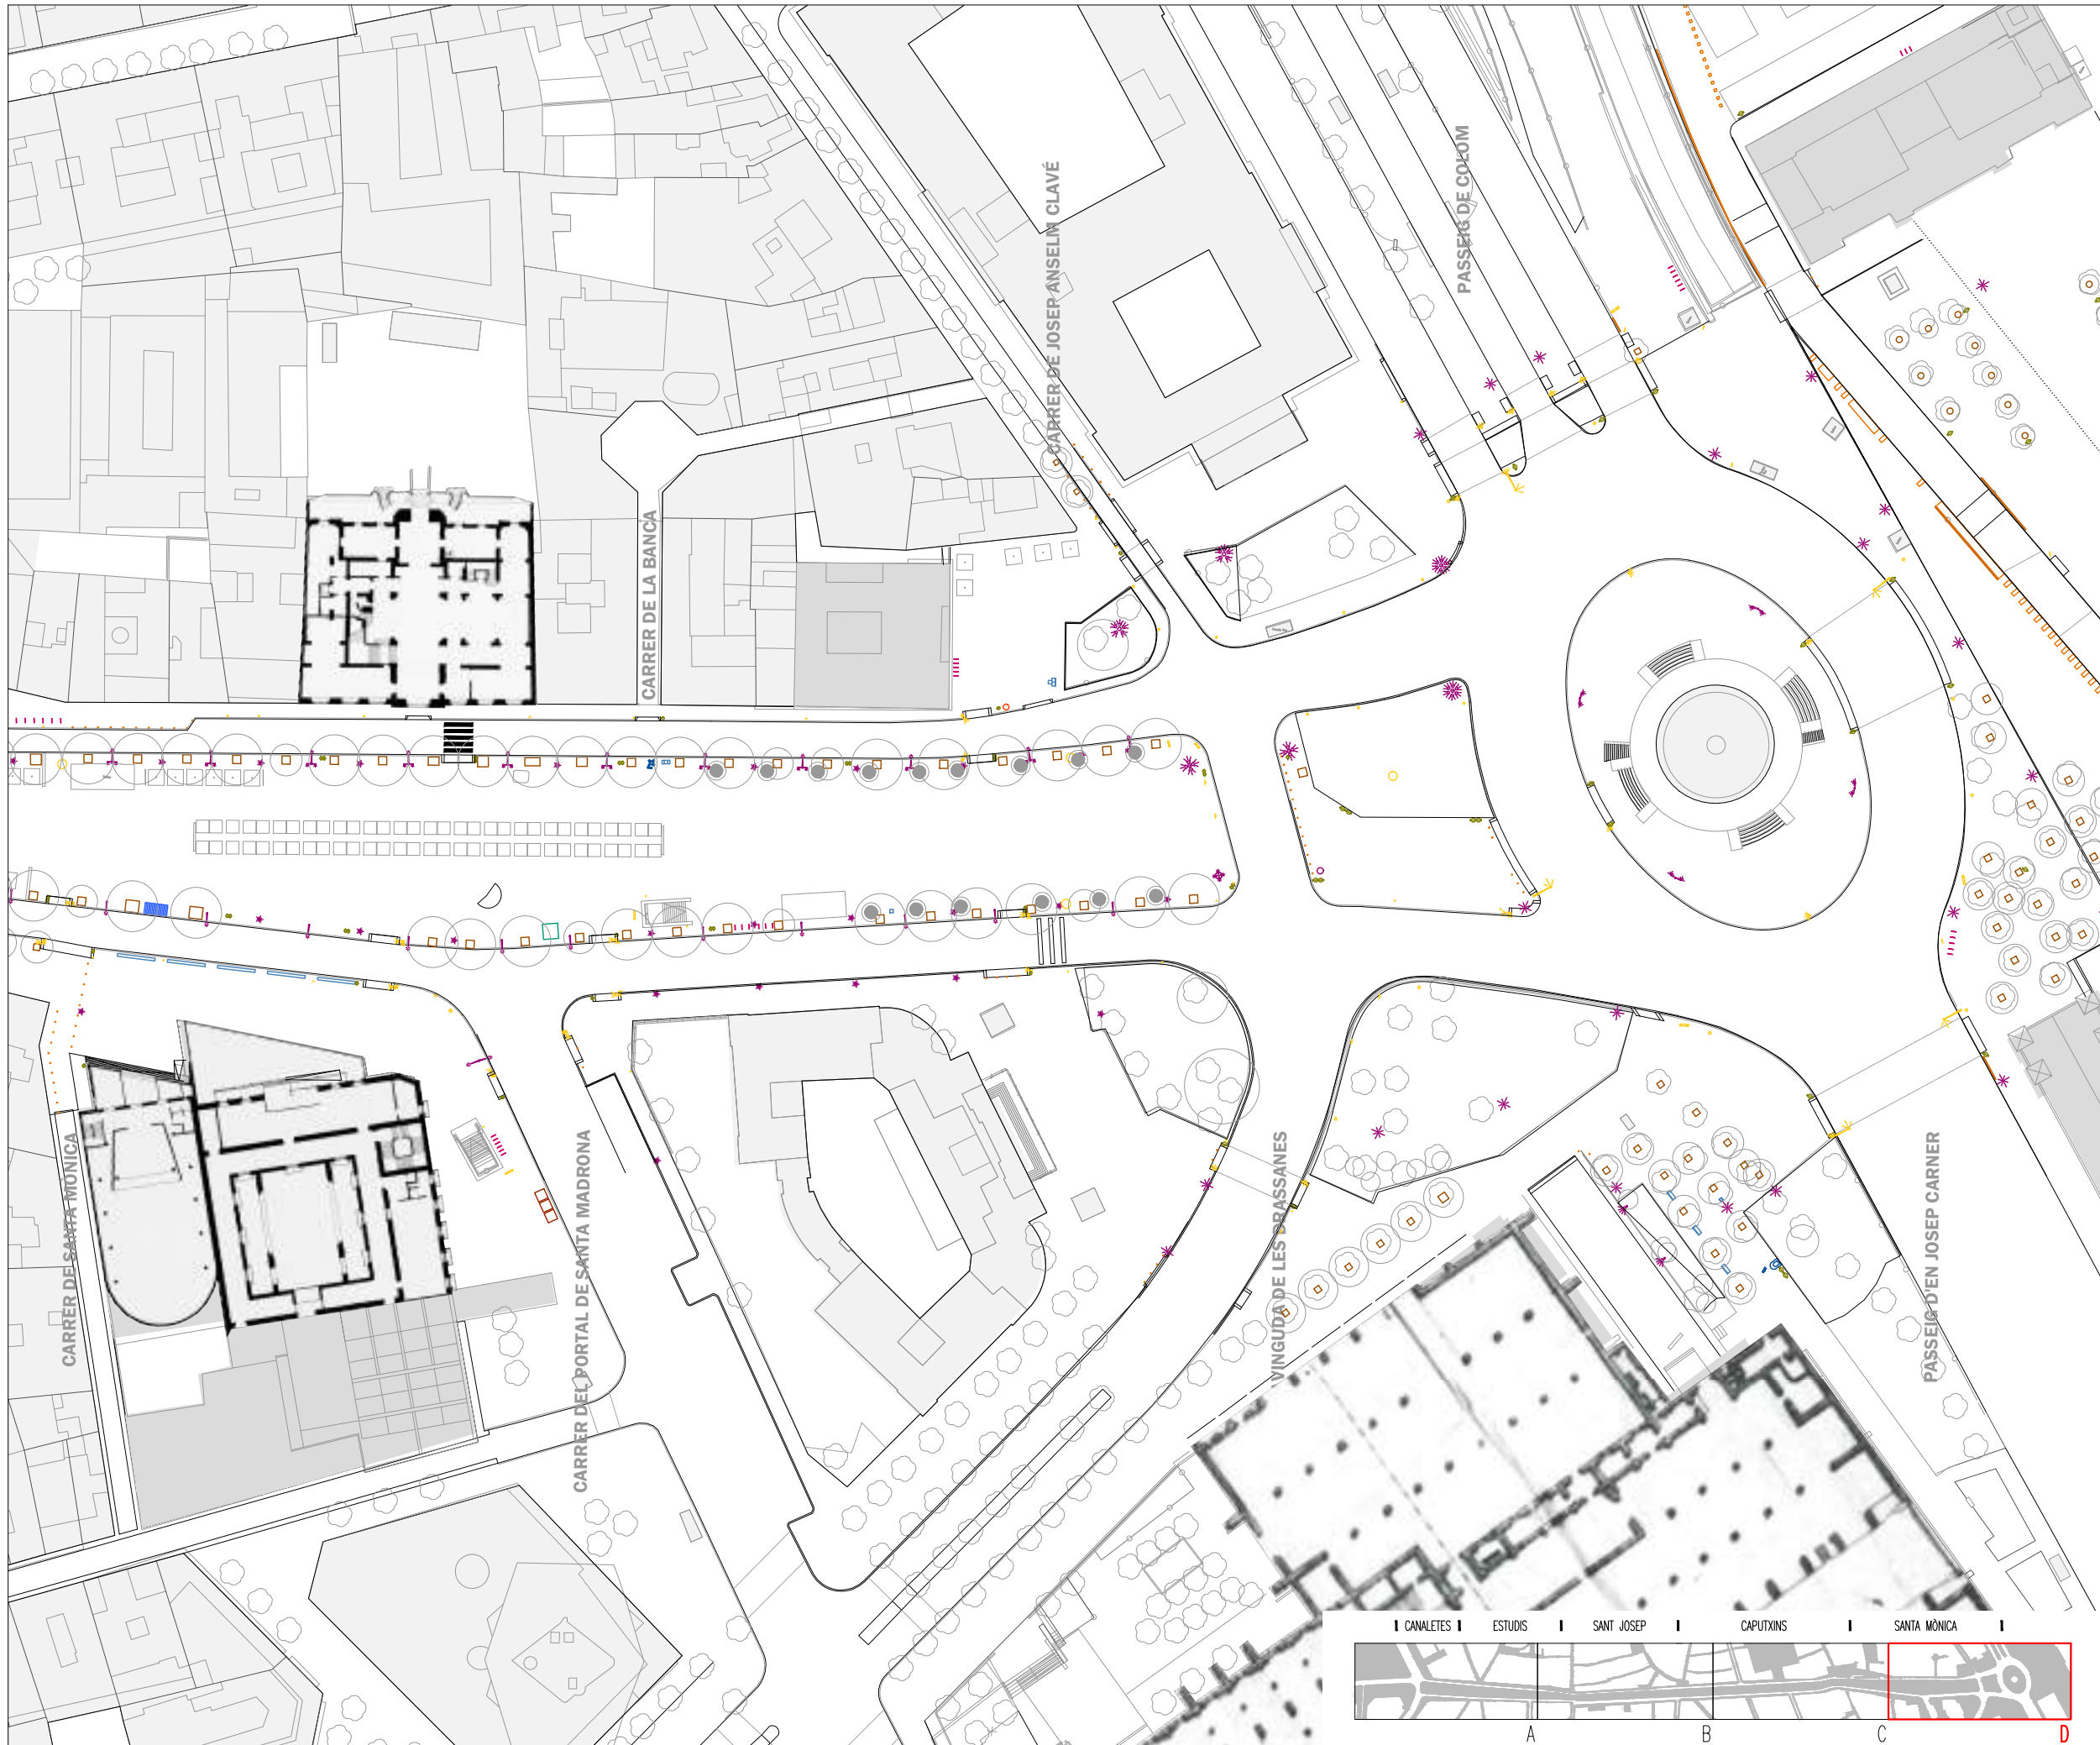 CARRER DE JOSEP ANSELM CLAVÉ
PASSEIG DE COLOM
CARRER DE LA BANCA
CARRER DE SANTA MÒNICA
CARRER DEL PORTAL DE SANTA MADRONA
VINGUDA DE LES DRASSANES
PASSEIG D'EN JOSEP CARNER
CANALETES ESTUDIS SANT JOSEP CAPUTXINS SANTA MÒNICA
A B C D